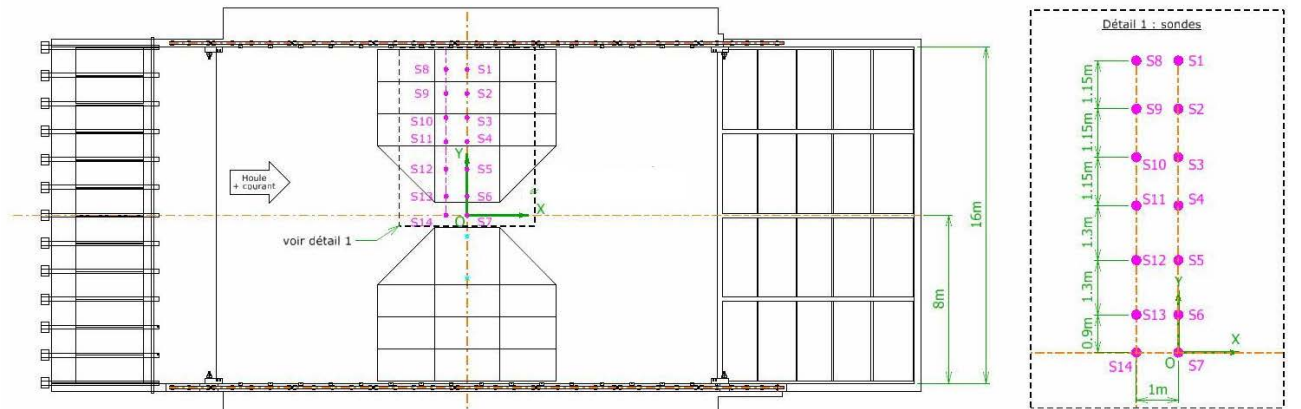 S8 S1
S9 S2
S10 S3
S11 S4
Y
S12 S5
S13 S6
X
S14 O S7
Houle
+ courant
voir détail 1
16m
8m
Détail 1 : sondes
S8 S1
1.15m
S9 S2
1.15m
S10 S3
1.15m
S11 S4
1.3m
S12 S5
1.3m
Y
S13 S6
0.9m
X
S14 O S7
1m